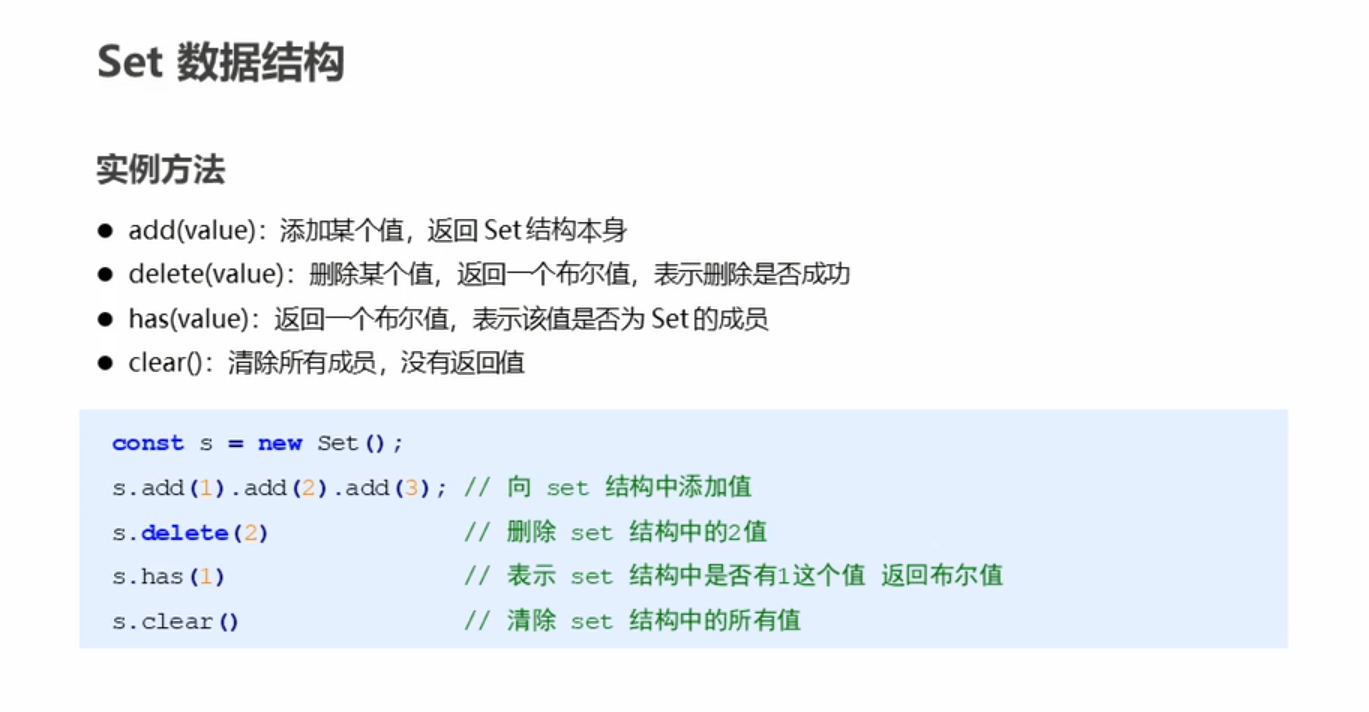 Set 数据结构
实例方法
● add(value)：添加某个值，返回 Set 结构本身
● delete(value)：删除某个值，返回一个布尔值，表示删除是否成功
● has(value)：返回一个布尔值，表示该值是否为 Set 的成员
● clear()：清除所有成员，没有返回值
const s = new Set();
s.add(1).add(2).add(3); // 向 set 结构中添加值
s.delete(2) // 删除 set 结构中的2值
s.has(1) // 表示 set 结构中是否有1这个值 返回布尔值
s.clear() // 清除 set 结构中的所有值